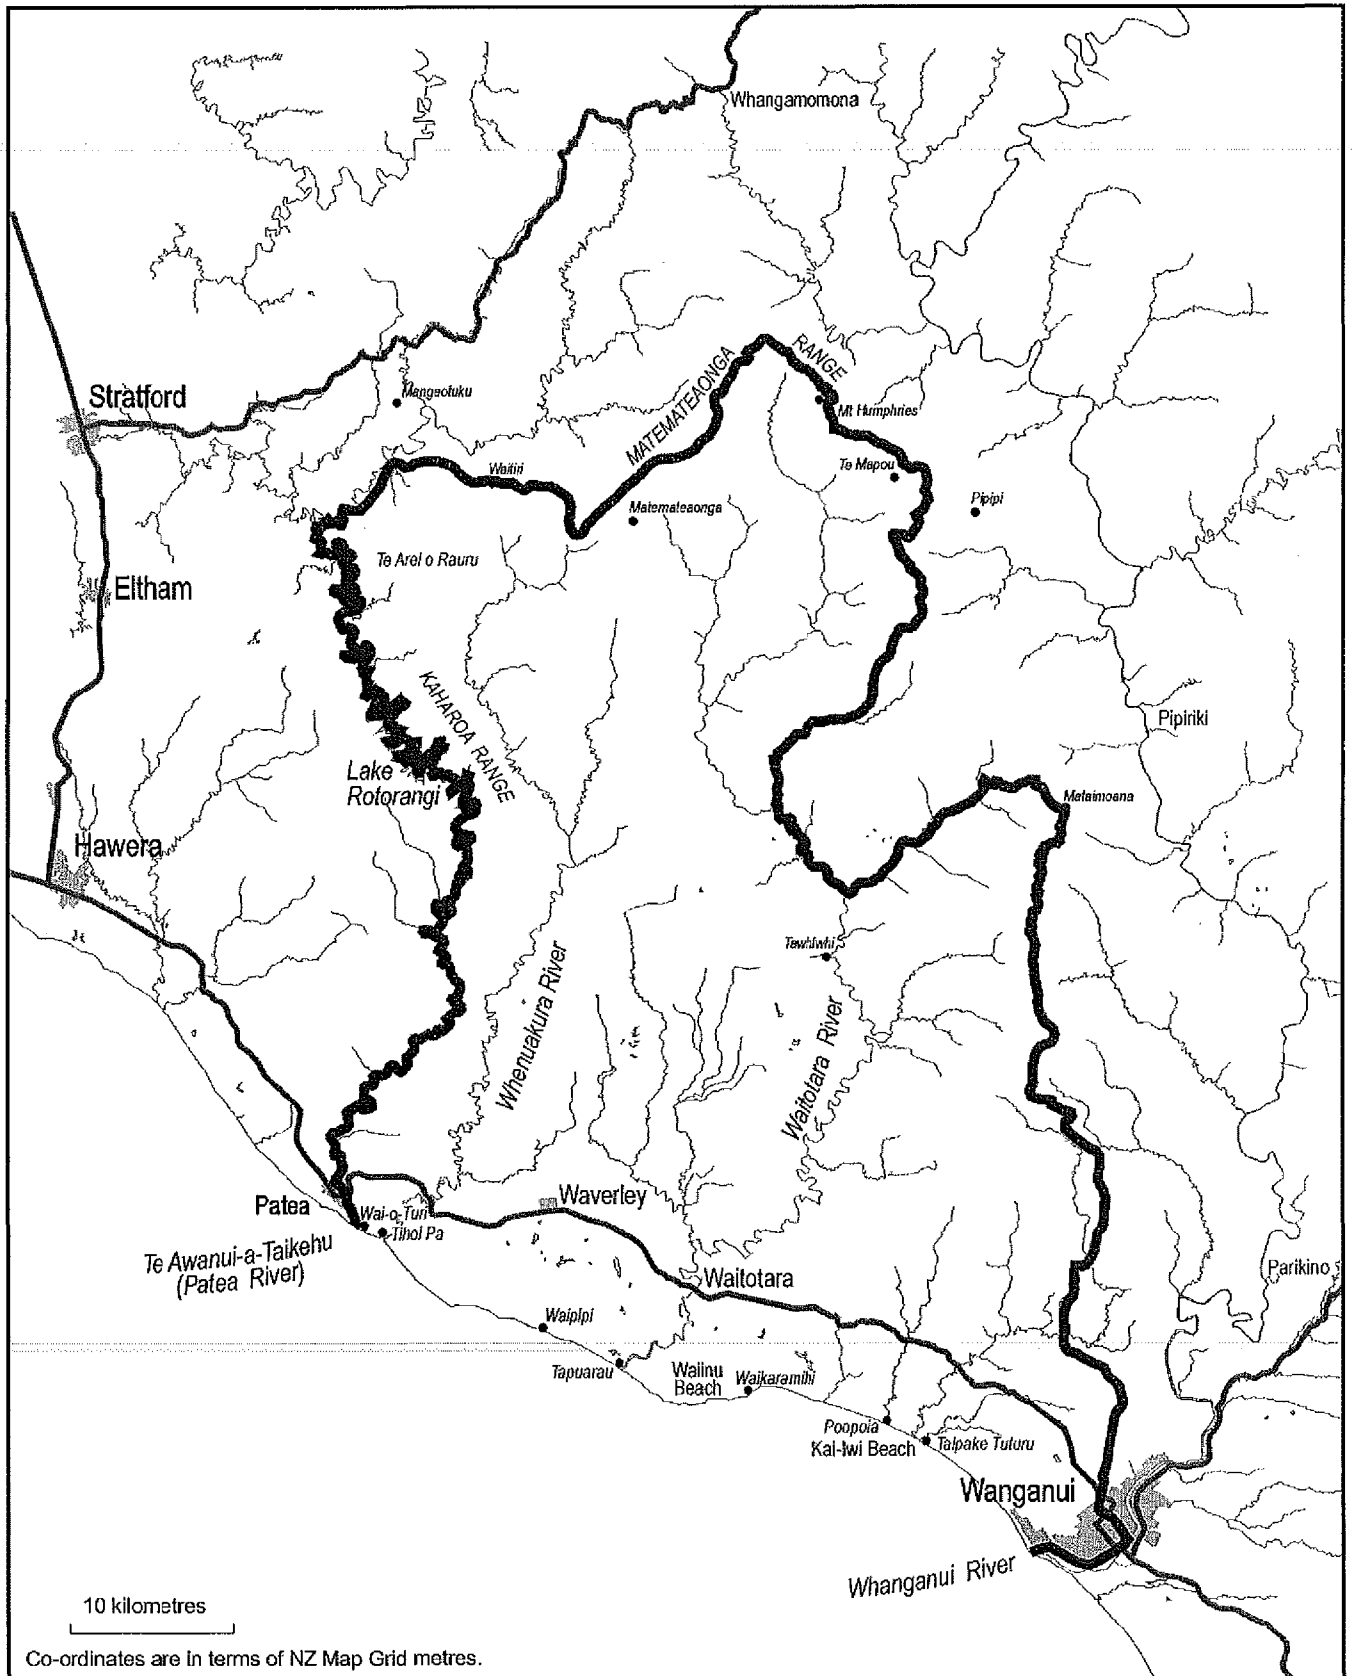 Whangamomona
RANGE
MATEMATEAONGA
Stratford
Mangaotuku
Mt Humphries
Waitiri
Te Mapou
Matemateaonga
Pipipi
Te Arei o Rauru
Eltham
KAHAROA RANGE
Pipiriki
Lake
Rotorangi
Mataimoana
Hawera
Tawhiwhi
Whenuakura River
Waitotara River
Patea
Wai-o-Turi
Waverley
Tihoi Pa
Te Awanui-a-Taikehu
(Patea River)
Waitotara
Parikino
Waipipi
Tapuarau
Waiinu
Beach
Waikaramihi
Poopoia
Kai-Iwi Beach
Taipake Tuturu
Wanganui
Whanganui River
10 kilometres
Co-ordinates are in terms of NZ Map Grid metres.